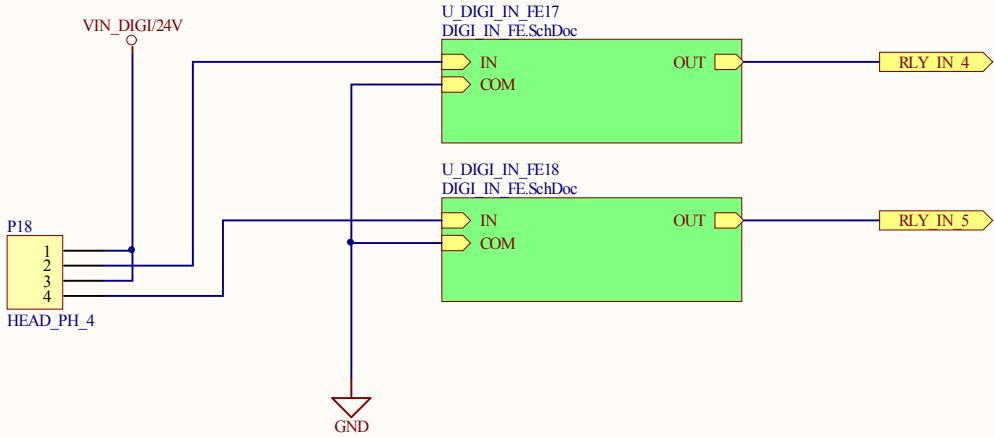 VIN_DIGI/24V
U_DIGI_IN_FE17
DIGI_IN_FE.SchDoc
IN
COM
OUT
RLY_IN_4
U_DIGI_IN_FE18
DIGI_IN_FE.SchDoc
IN
COM
OUT
RLY_IN_5
P18
1
2
3
4
HEAD_PH_4
GND